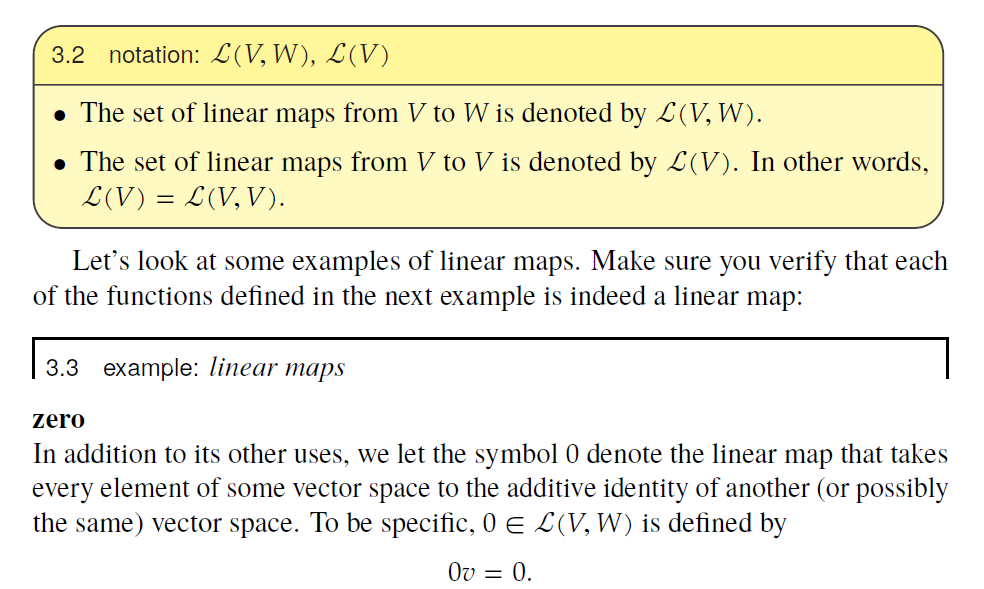 3.2 notation: ℒ(V, W), ℒ(V)
• The set of linear maps from V to W is denoted by ℒ(V, W).
• The set of linear maps from V to V is denoted by ℒ(V). In other words,
ℒ(V) = ℒ(V, V).
Let's look at some examples of linear maps. Make sure you verify that each
of the functions defined in the next example is indeed a linear map:
3.3 example: linear maps
zero
In addition to its other uses, we let the symbol 0 denote the linear map that takes
every element of some vector space to the additive identity of another (or possibly
the same) vector space. To be specific, 0 ∈ ℒ(V, W) is defined by
0v = 0.